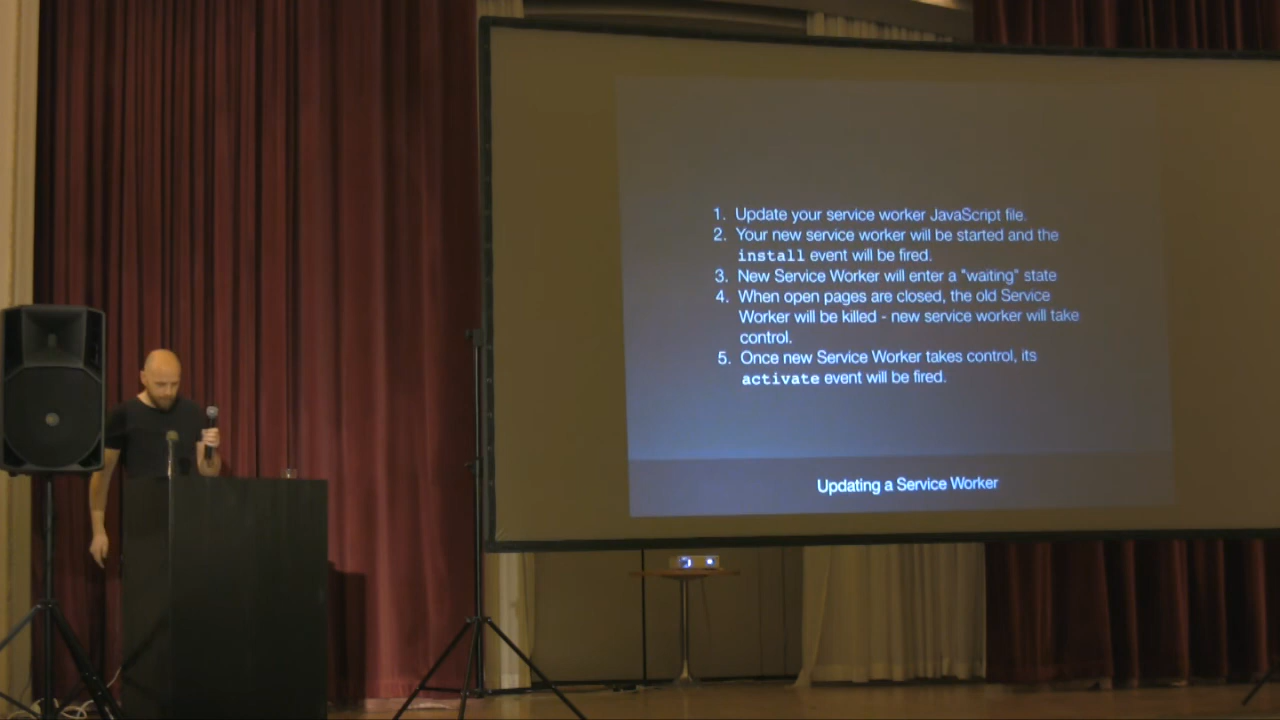 1. Update your service worker JavaScript file.
2. Your new service worker will be started and the
install event will be fired.
3. New Service Worker will enter a "waiting" state
4. When open pages are closed, the old Service
Worker will be killed - new service worker will take
control.
5. Once new Service Worker takes control, its
activate event will be fired.
Updating a Service Worker